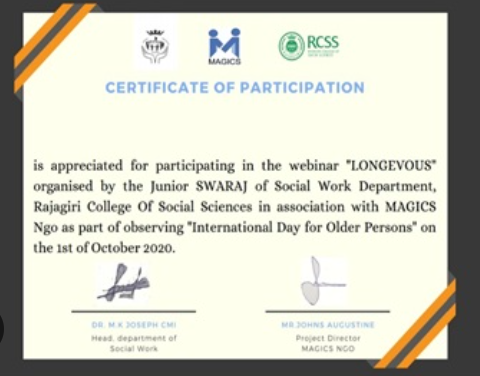 MAGICS
RCSS
CERTIFICATE OF PARTICIPATION
is appreciated for participating in the webinar "LONGEVOUS"
organised by the Junior SWARAJ of Social Work Department,
Rajagiri College Of Social Sciences in association with MAGICS
Ngo as part of observing "International Day for Older Persons" on
the 1st of October 2020.
DR. M.K JOSEPH CMI
Head, department of
Social Work
MR.JOHNS AUGUSTINE
Project Director
MAGICS NGO